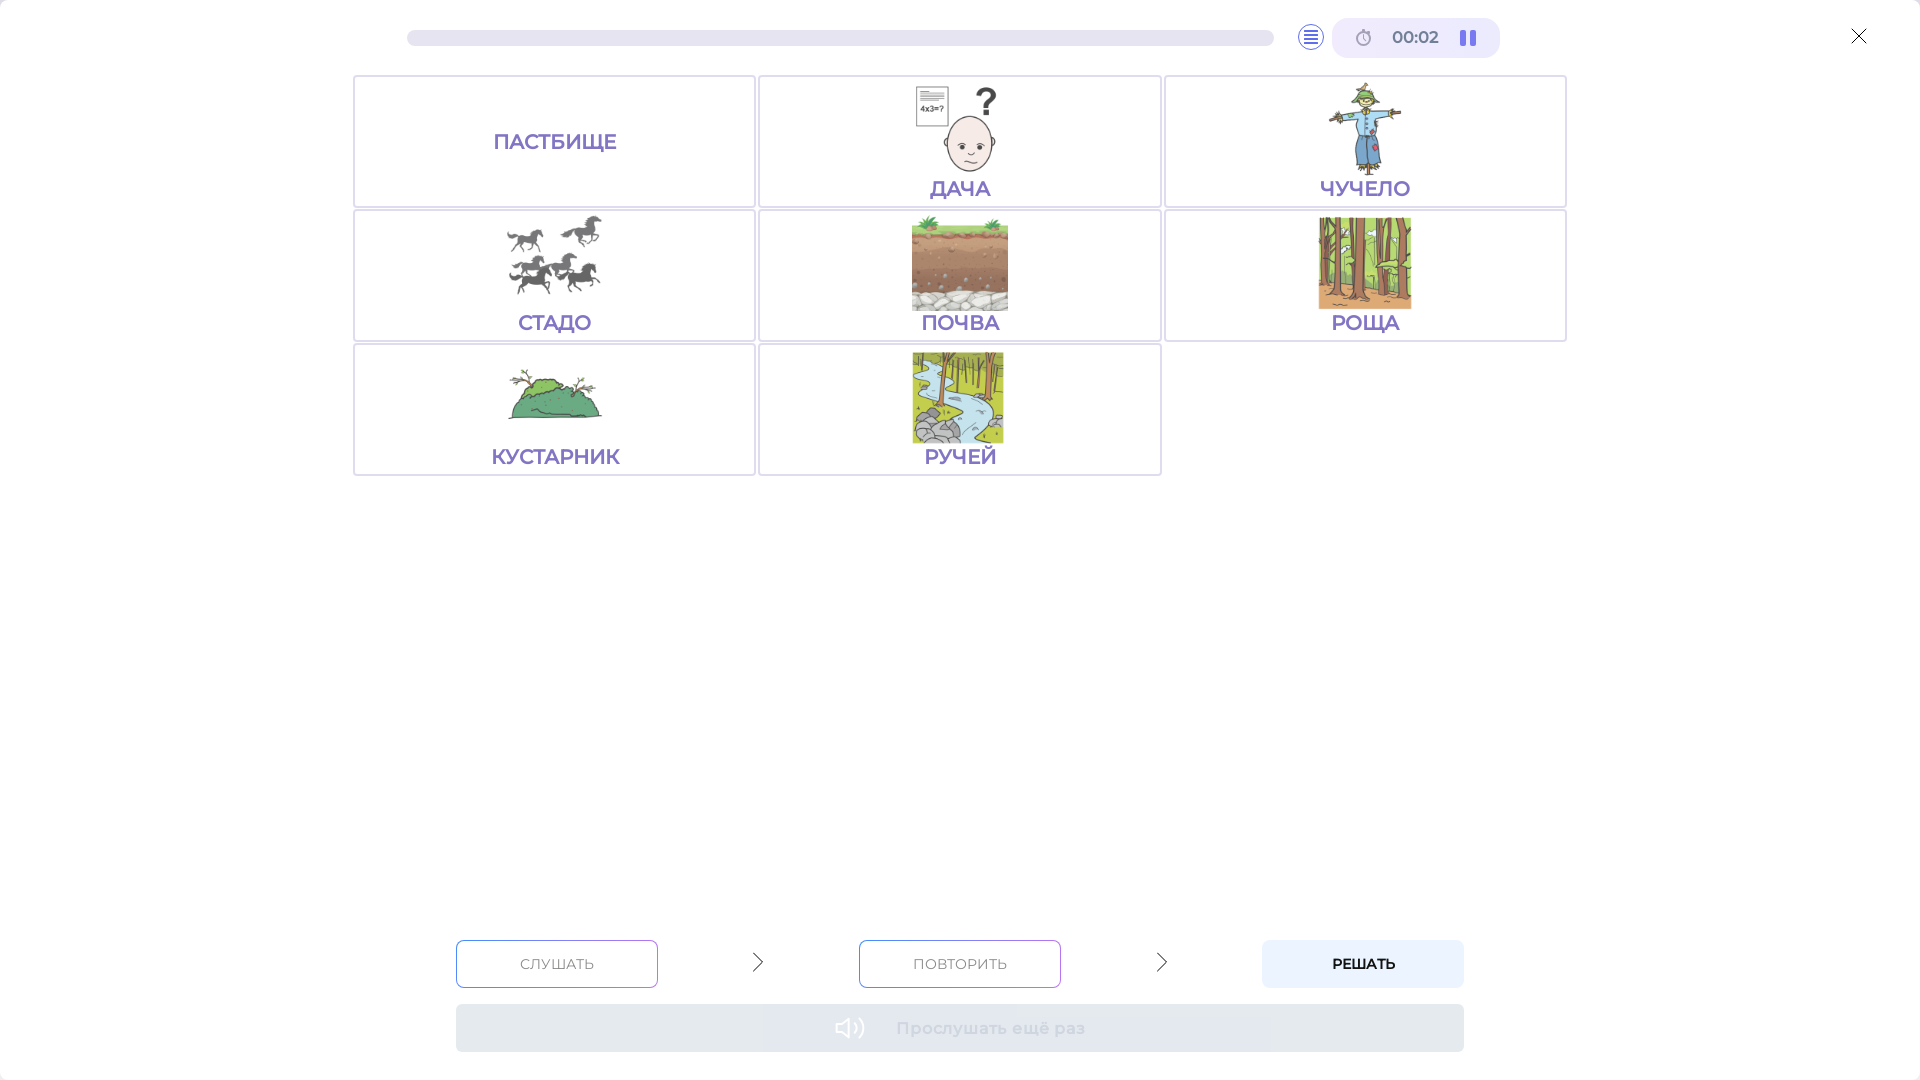 00:02
ПАСТБИЩЕ
4x3=?
?
ДАЧА
ЧУЧЕЛО
СТАДО
ПОЧВА
РОЩА
КУСТАРНИК
РУЧЕЙ
СЛУШАТЬ
ПОВТОРИТЬ
РЕШАТЬ
Прослушать ещё раз